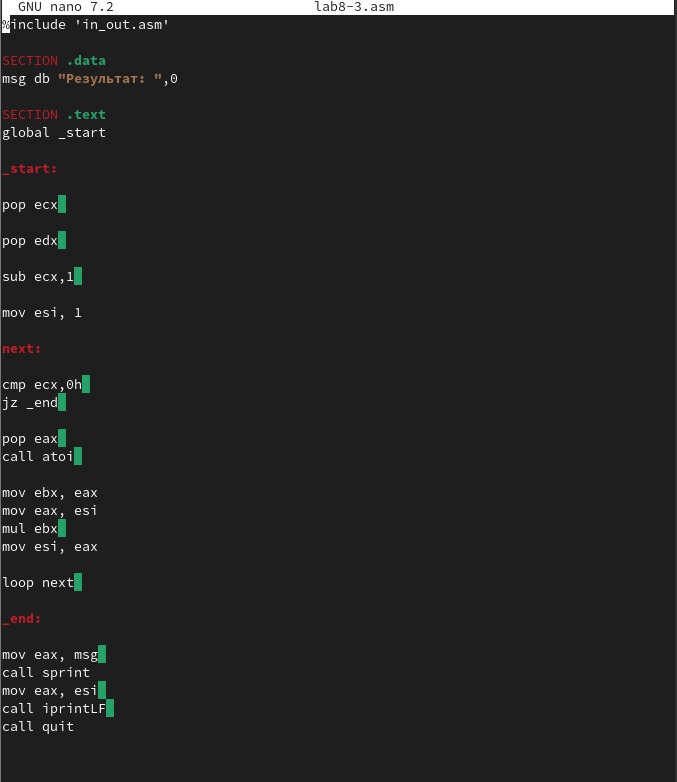 GNU nano 7.2 lab8-3.asm
%include 'in_out.asm'
SECTION .data
msg db "Результат: ",0
SECTION .text
global _start
_start:
pop ecx
pop edx
sub ecx,1
mov esi, 1
next:
cmp ecx,0h
jz _end
pop eax
call atoi
mov ebx, eax
mov eax, esi
mul ebx
mov esi, eax
loop next
_end:
mov eax, msg
call sprint
mov eax, esi
call iprintLF
call quit